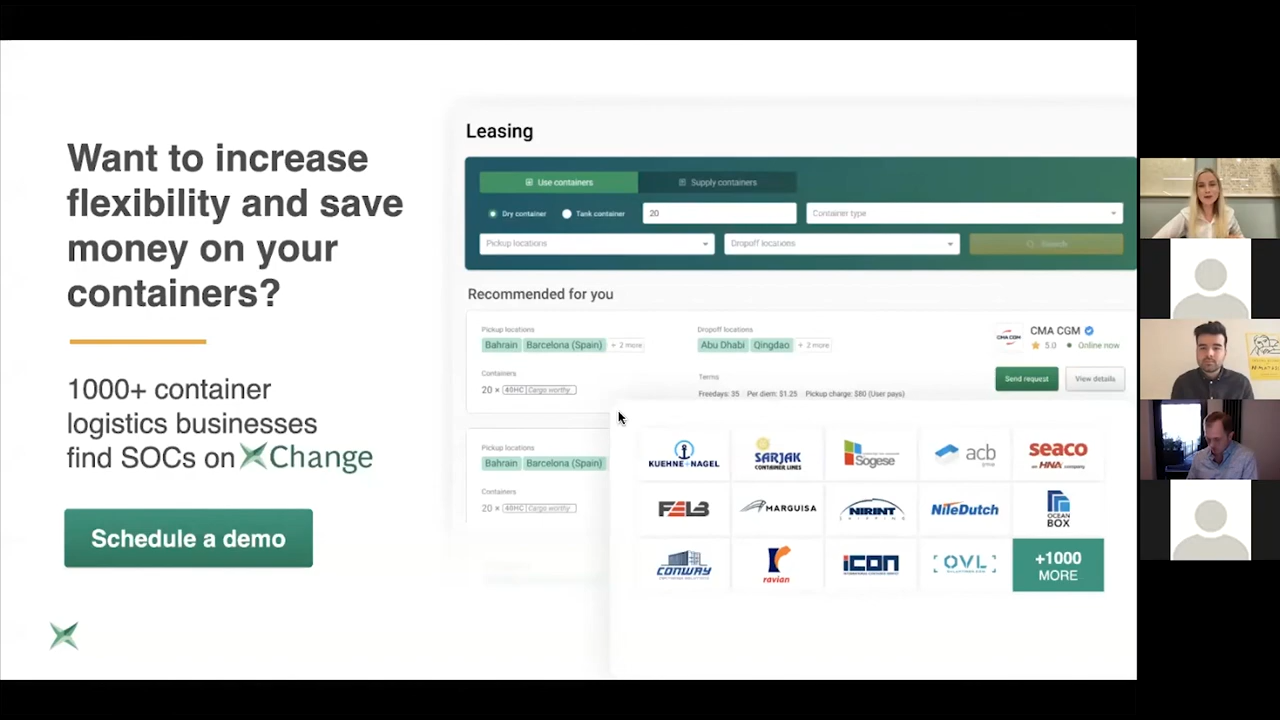 Want to increase
flexibility and save
money on your
containers?
1000+ container
logistics businesses
find SOCs on XChange
Schedule a demo
Leasing
Use containers
Supply containers
Dry container
Tank container
20
Container type
Pickup locations
Dropoff locations
Search
Recommended for you
Pickup locations
Bahrain Barcelona (Spain) + 2 more
Dropoff locations
Abu Dhabi Qingdao + 2 more
CMA CGM
CMA CGM
5.0 Online now
Containers
20 × 40HC Cargo worthy
Terms
Freedays: 35 Per diem: $1.25 Pickup charge: $80 (User pays)
Send request
View details
Pickup locations
Bahrain Barcelona (Spain)
Containers
20 × 40HC Cargo worthy
KUEHNE+NAGEL
SARJAK
CONTAINER LINES
Sogese
acb
group
seaco
an HNA company
FELB
MARGUISA
NIRINT
SHIPPING
NileDutch
OCEAN
BOX
CONWAY
ravian
ICON
OVL
+1000
MORE